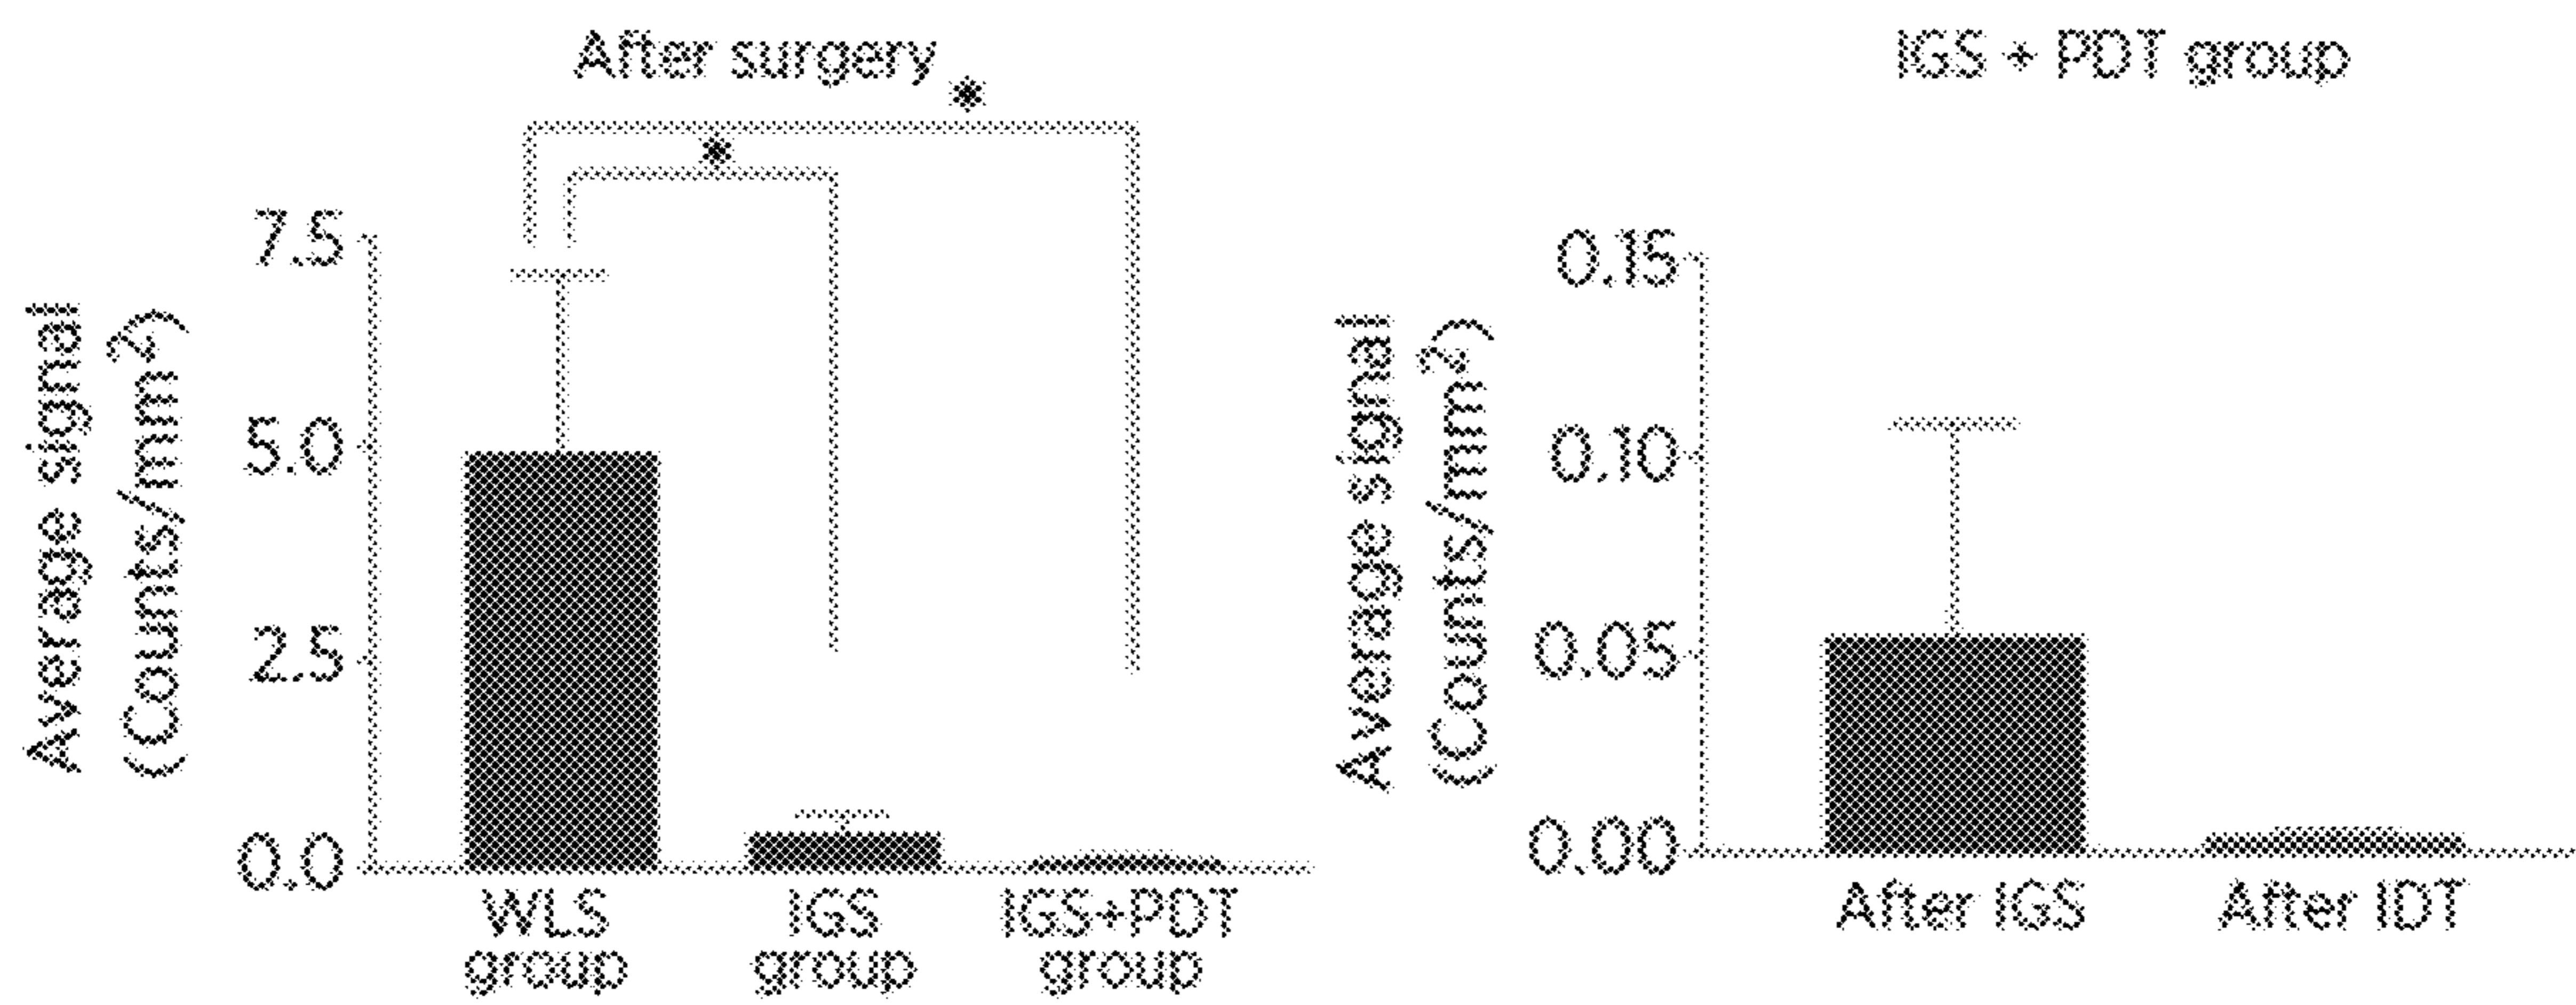 After surgery
*
*
Average signal
(Counts/mm²)
7.5
5.0
2.5
0.0
WLS group
IGS group
IGS+PDT group
IGS + PDT group
Average signal
(Counts/mm²)
0.15
0.10
0.05
0.00
After IGS
After IDT